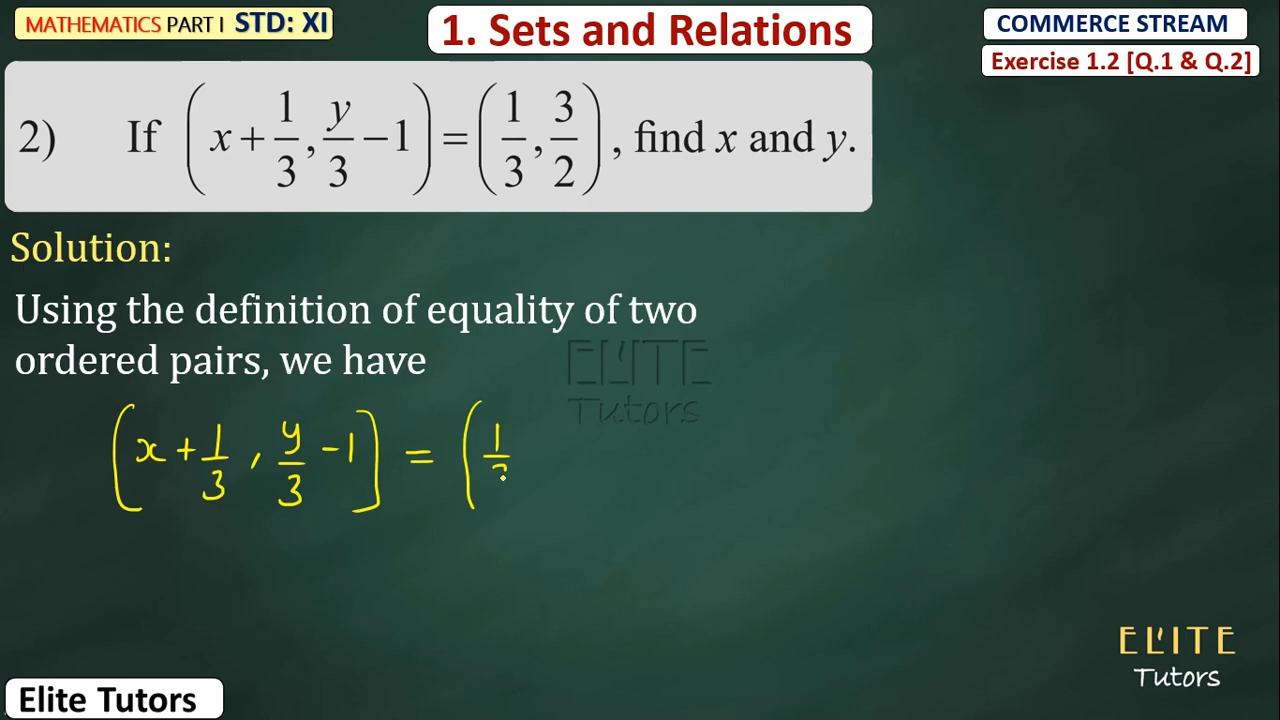 MATHEMATICS PART I STD: XI
1. Sets and Relations
COMMERCE STREAM
Exercise 1.2 [Q.1 & Q.2]
2) If (x + 1/3, y/3 − 1) = (1/3, 3/2), find x and y.
Solution:
Using the definition of equality of two
ordered pairs, we have
ELITE
Tutors
[x + 1/3, y/3 − 1] = (1/
ELITE
Tutors
Elite Tutors